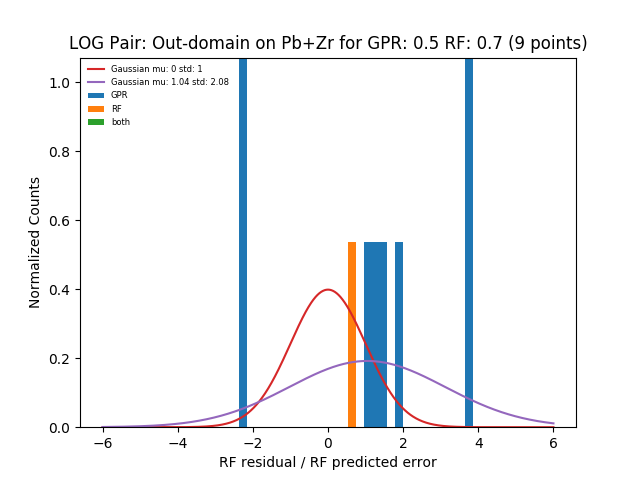 LOG Pair: Out-domain on Pb+Zr for GPR: 0.5 RF: 0.7 (9 points)
Gaussian mu: 0 std: 1
Gaussian mu: 1.04 std: 2.08
GPR
RF
both
1.0
0.8
0.6
0.4
0.2
0.0
Normalized Counts
−6 −4 −2 0 2 4 6
RF residual / RF predicted error